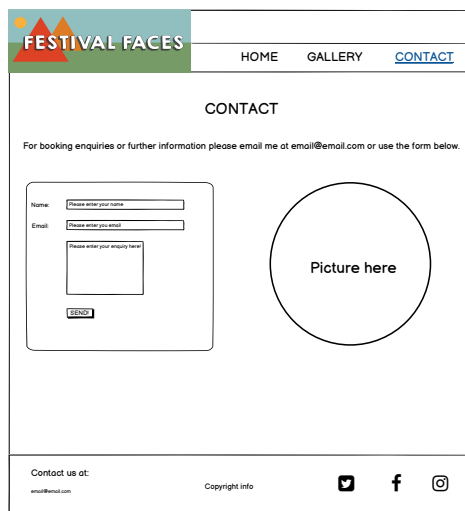 FESTIVAL FACES
HOME GALLERY CONTACT
CONTACT
For booking enquiries or further information please email me at email@email.com or use the form below.
Name: Please enter your name
Email: Please enter you email
Please enter your enquiry here!
SEND!
Picture here
Contact us at:
email@email.com
Copyright info